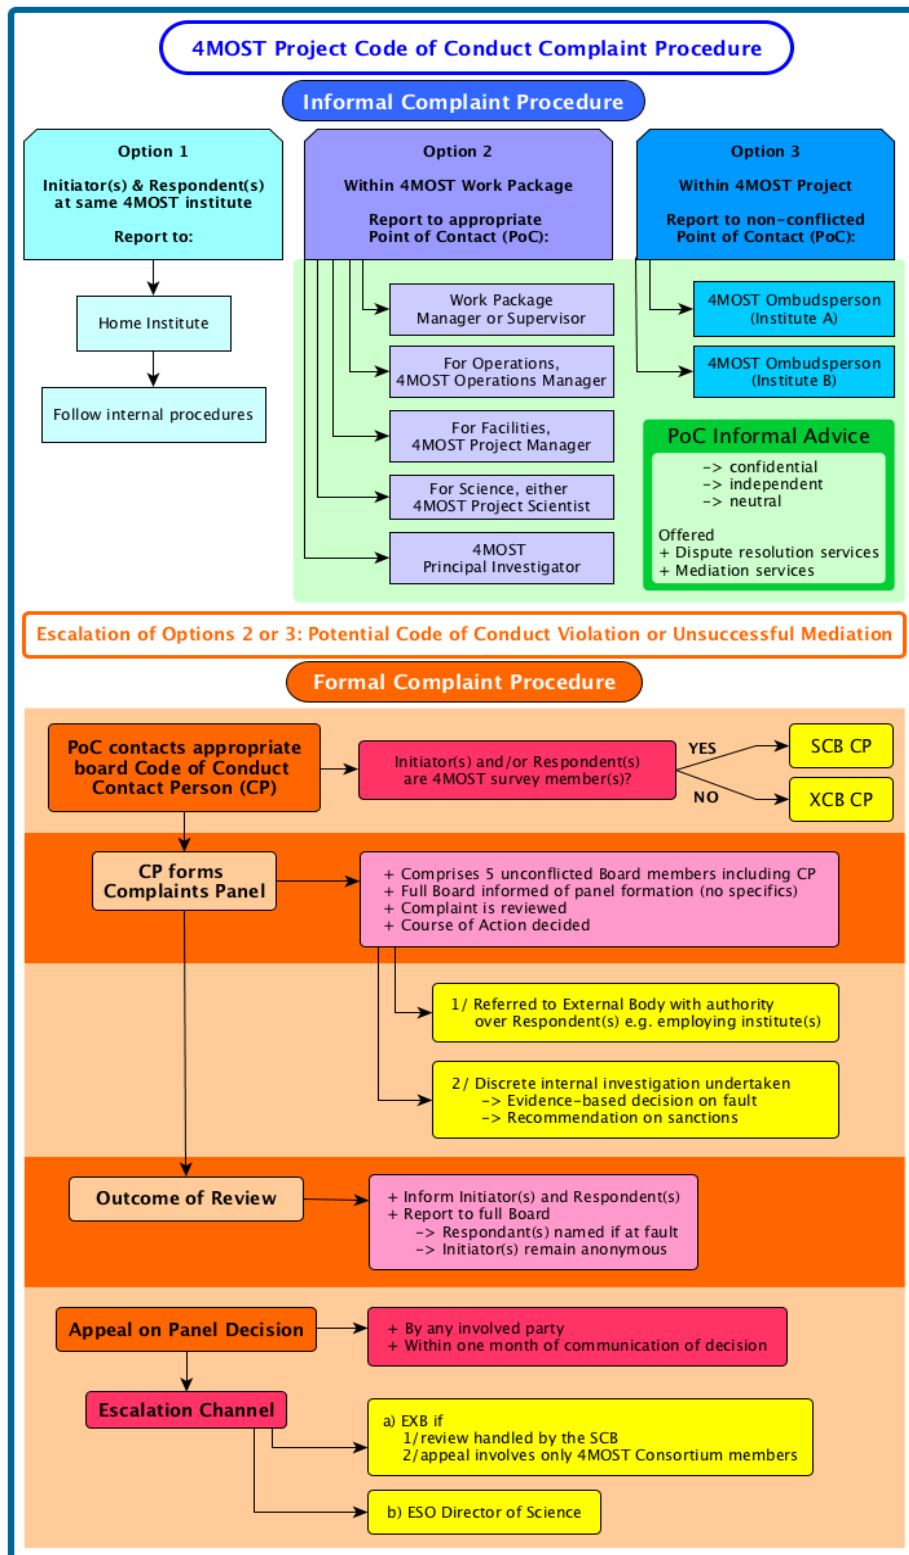 4MOST Project Code of Conduct Complaint Procedure
Informal Complaint Procedure
Option 1
Initiator(s) & Respondent(s)
at same 4MOST institute
Report to:
Home Institute
Follow internal procedures
Option 2
Within 4MOST Work Package
Report to appropriate
Point of Contact (PoC):
Work Package
Manager or Supervisor
For Operations,
4MOST Operations Manager
For Facilities,
4MOST Project Manager
For Science, either
4MOST Project Scientist
4MOST
Principal Investigator
Option 3
Within 4MOST Project
Report to non-conflicted
Point of Contact (PoC):
4MOST Ombudsperson
(Institute A)
4MOST Ombudsperson
(Institute B)
PoC Informal Advice
-> confidential
-> independent
-> neutral
Offered
+ Dispute resolution services
+ Mediation services
Escalation of Options 2 or 3: Potential Code of Conduct Violation or Unsuccessful Mediation
Formal Complaint Procedure
PoC contacts appropriate
board Code of Conduct
Contact Person (CP)
Initiator(s) and/or Respondent(s)
are 4MOST survey member(s)?
YES
SCB CP
NO
XCB CP
CP forms
Complaints Panel
+ Comprises 5 unconflicted Board members including CP
+ Full Board informed of panel formation (no specifics)
+ Complaint is reviewed
+ Course of Action decided
1/ Referred to External Body with authority
over Respondent(s) e.g. employing institute(s)
2/ Discrete internal investigation undertaken
-> Evidence-based decision on fault
-> Recommendation on sanctions
Outcome of Review
+ Inform Initiator(s) and Respondent(s)
+ Report to full Board
-> Respondant(s) named if at fault
-> Initiator(s) remain anonymous
Appeal on Panel Decision
+ By any involved party
+ Within one month of communication of decision
Escalation Channel
a) EXB if
1/review handled by the SCB
2/appeal involves only 4MOST Consortium members
b) ESO Director of Science